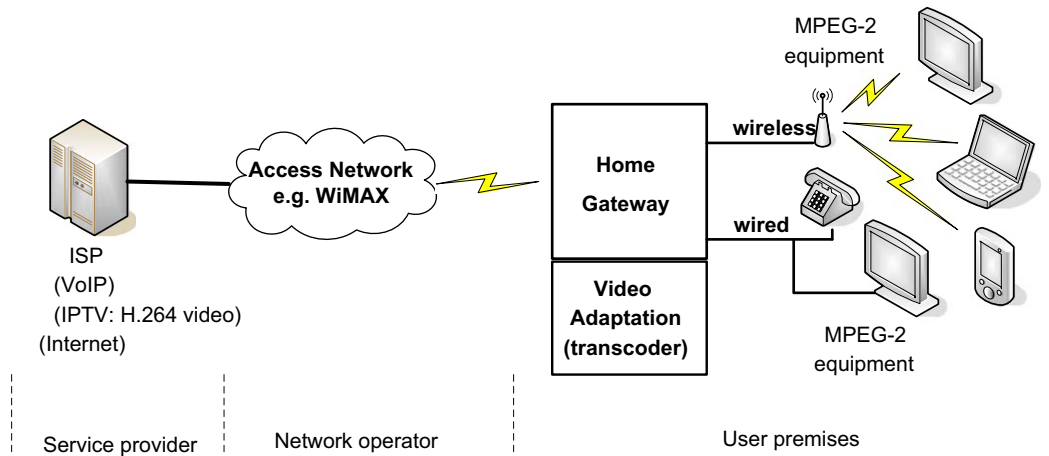 MPEG-2
equipment
wireless
Access Network
e.g. WiMAX
Home
Gateway
wired
ISP
(VoIP)
(IPTV: H.264 video)
(Internet)
Video
Adaptation
(transcoder)
MPEG-2
equipment
Service provider
Network operator
User premises